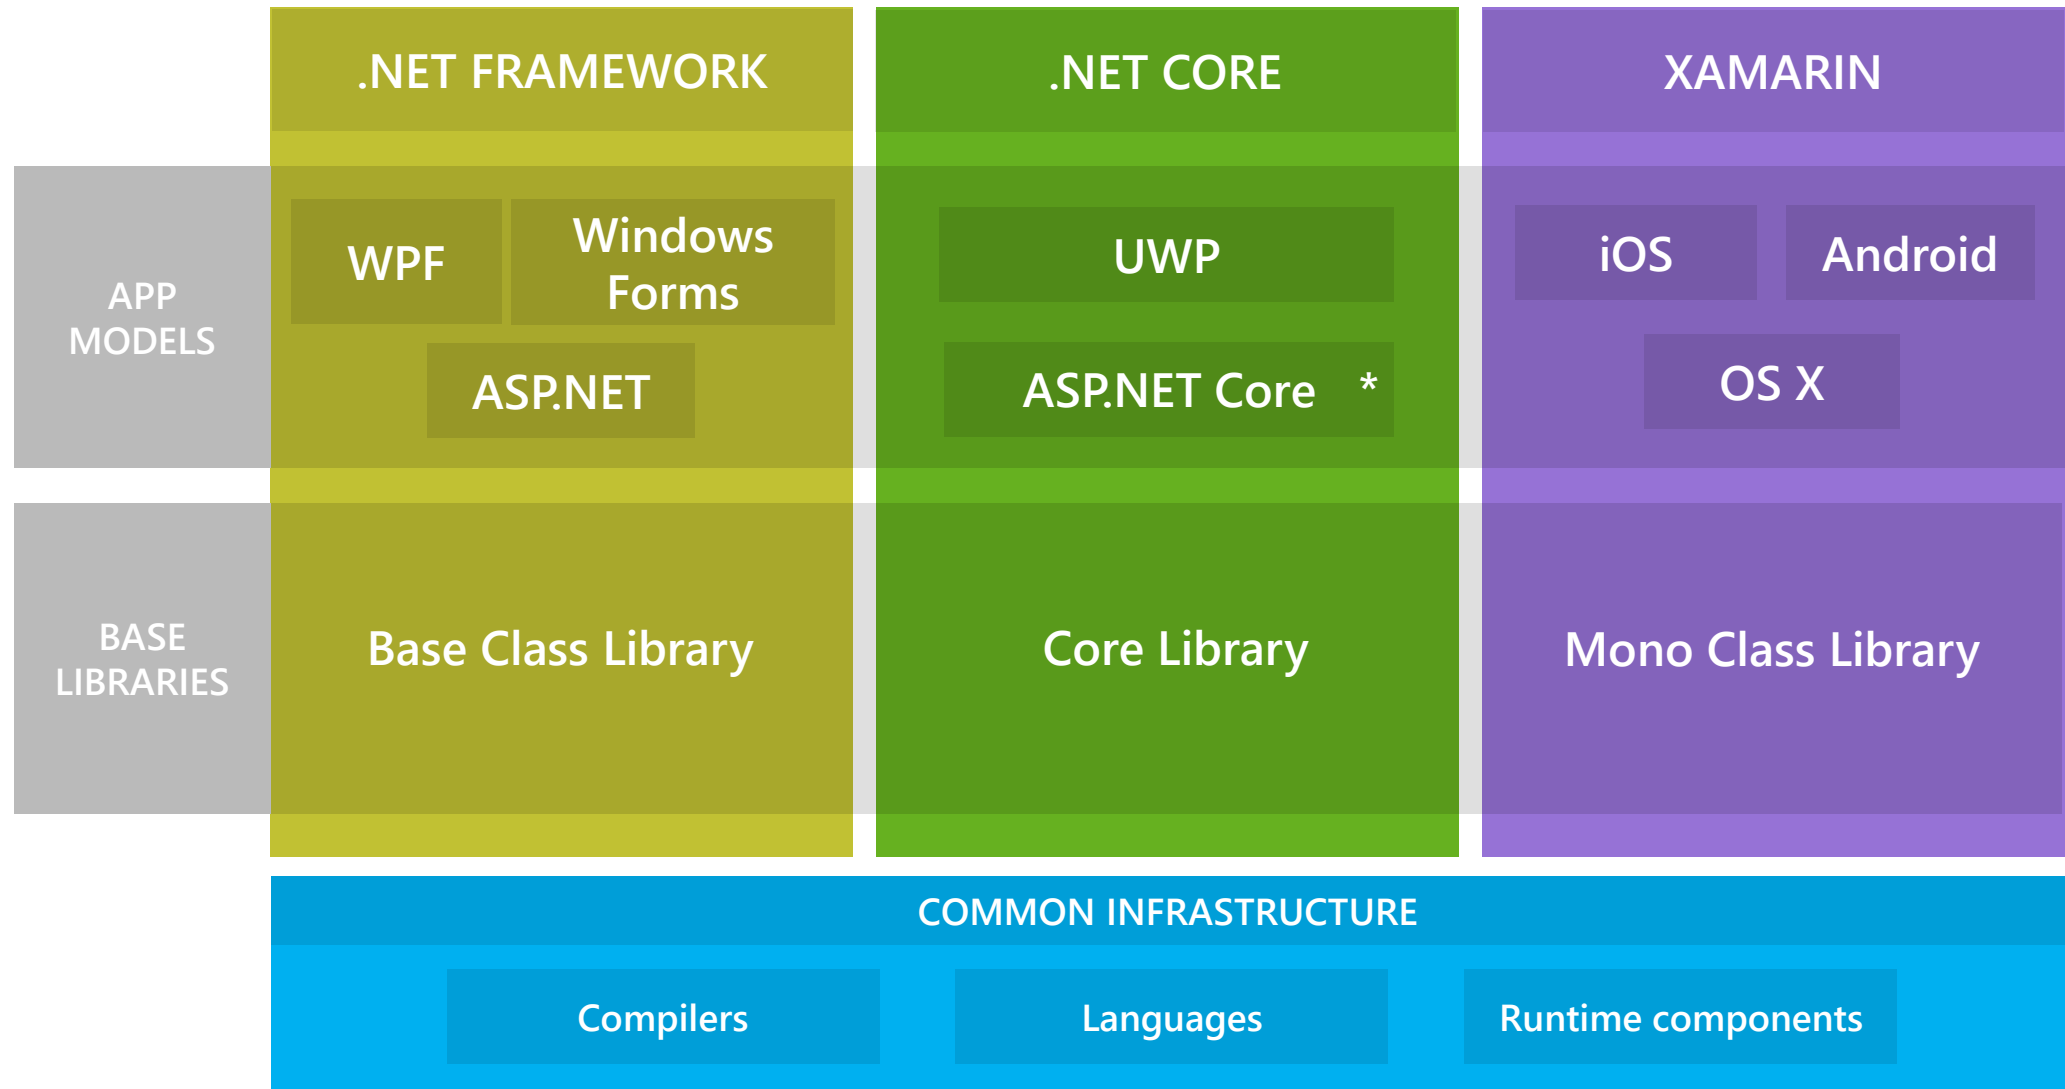 .NET FRAMEWORK
.NET CORE
XAMARIN
APP
MODELS
WPF
Windows
Forms
ASP.NET
UWP
ASP.NET Core *
iOS
Android
OS X
BASE
LIBRARIES
Base Class Library
Core Library
Mono Class Library
COMMON INFRASTRUCTURE
Compilers
Languages
Runtime components